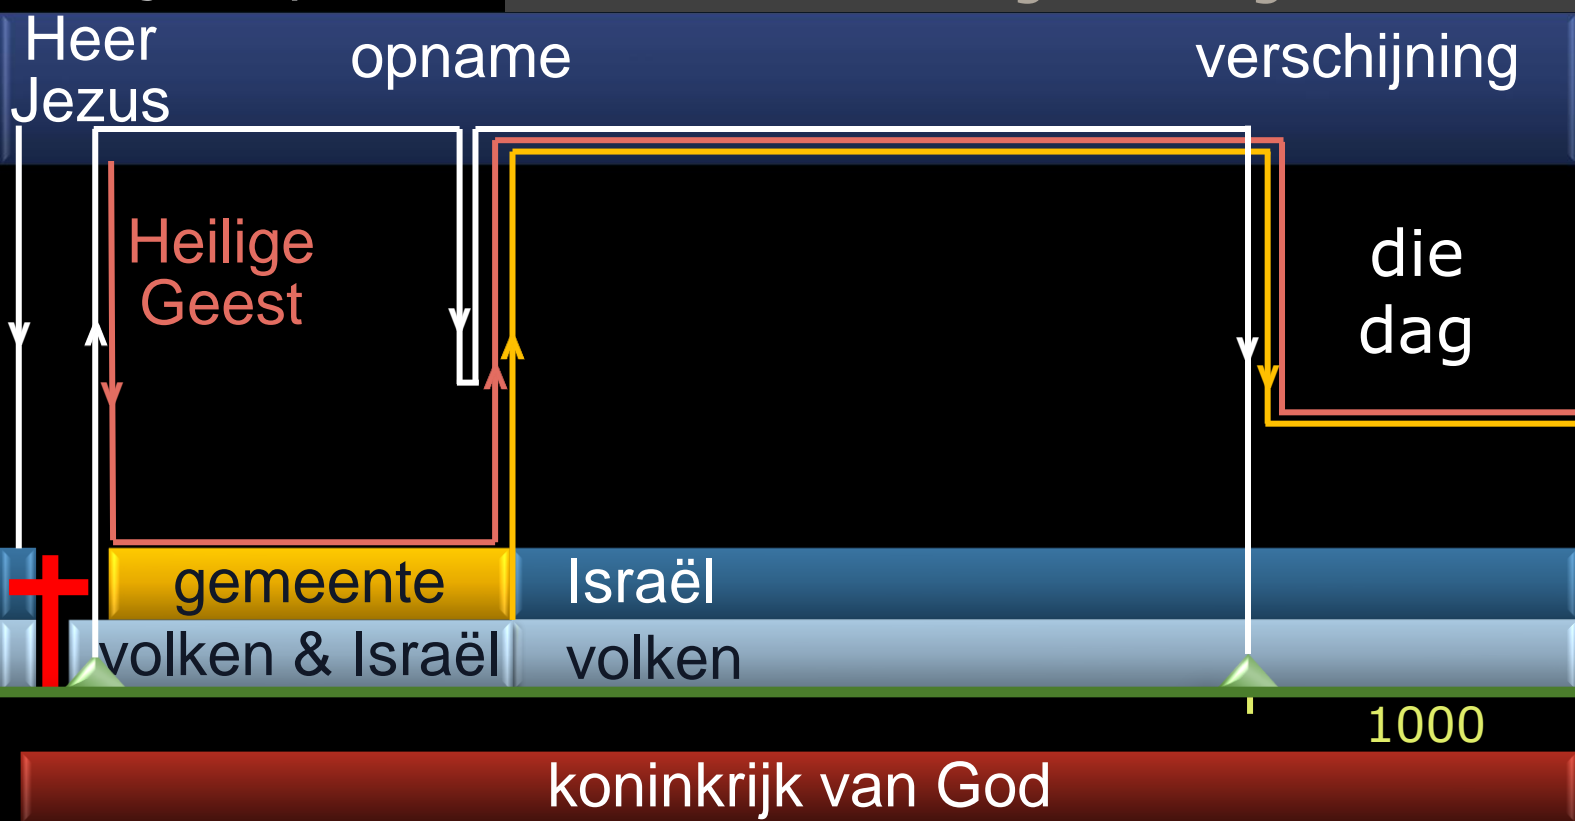 Heer
Jezus
opname
verschijning
Heilige
Geest
die
dag
gemeente
Israël
volken & Israël
volken
1000
koninkrijk van God